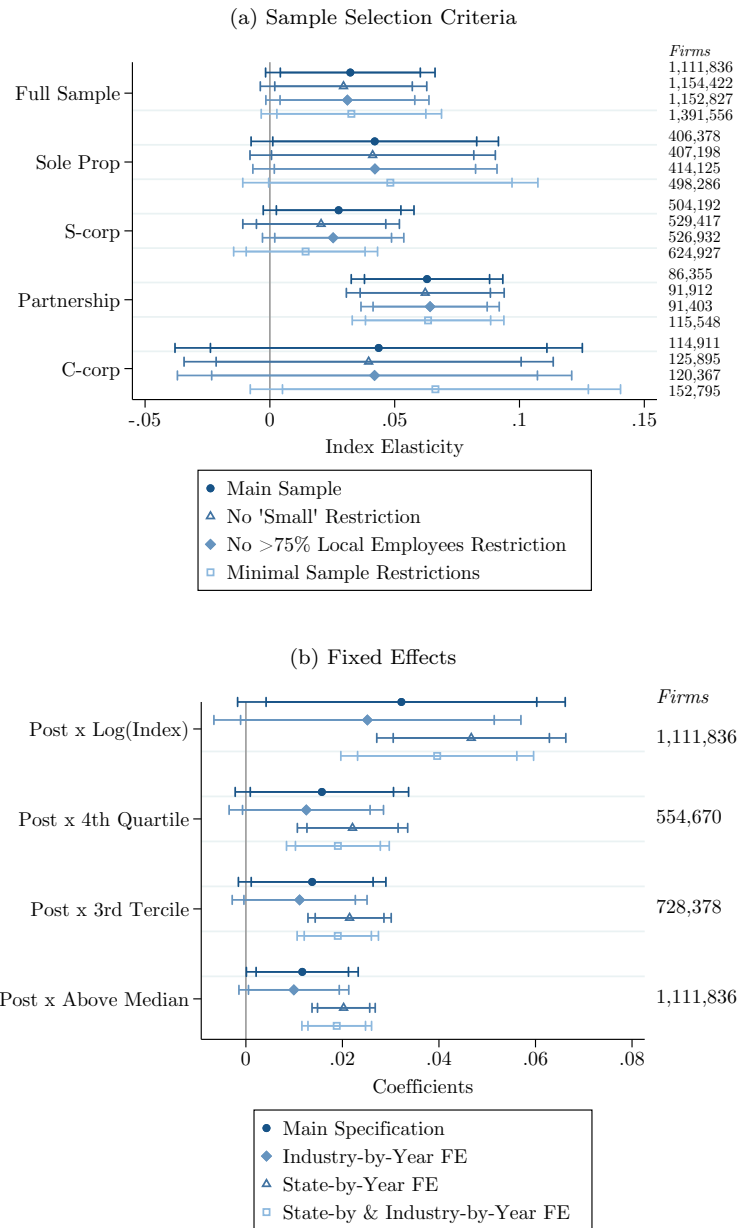 (a) Sample Selection Criteria
Firms
Full Sample
1,111,836
1,154,422
1,152,827
1,391,556
Sole Prop
406,378
407,198
414,125
498,286
S-corp
504,192
529,417
526,932
624,927
Partnership
86,355
91,912
91,403
115,548
C-corp
114,911
125,895
120,367
152,795
-.05 0 .05 .1 .15
Index Elasticity
Main Sample
No 'Small' Restriction
No >75% Local Employees Restriction
Minimal Sample Restrictions
(b) Fixed Effects
Firms
Post x Log(Index) 1,111,836
Post x 4th Quartile 554,670
Post x 3rd Tercile 728,378
Post x Above Median 1,111,836
0 .02 .04 .06 .08
Coefficients
Main Specification
Industry-by-Year FE
State-by-Year FE
State-by & Industry-by-Year FE